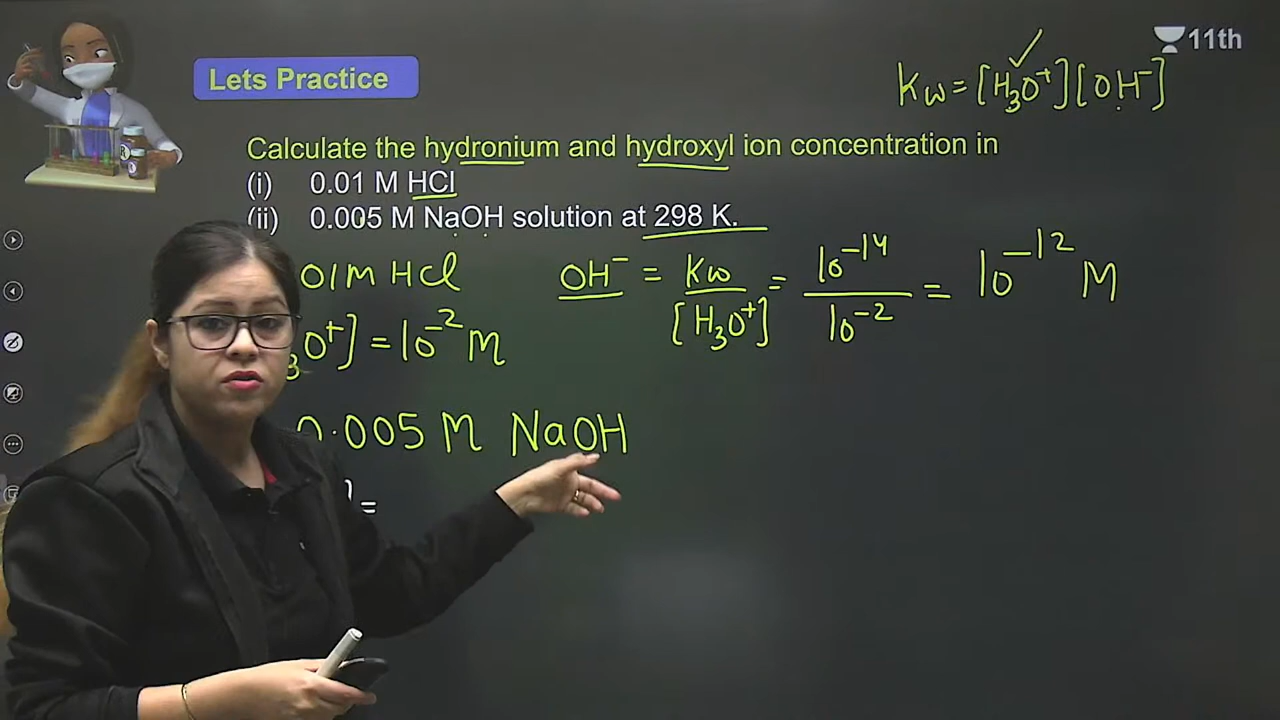 11th
Kw = [H₃O⁺][OH⁻]
Lets Practice
Calculate the hydronium and hydroxyl ion concentration in
(i) 0.01 M HCl
(ii) 0.005 M NaOH solution at 298 K.
01M HCl
OH⁻ = Kw / [H₃O⁺] = 10⁻¹⁴ / 10⁻² = 10⁻¹² M
₃O⁺] = 10⁻² M
0.005 M NaOH
] =